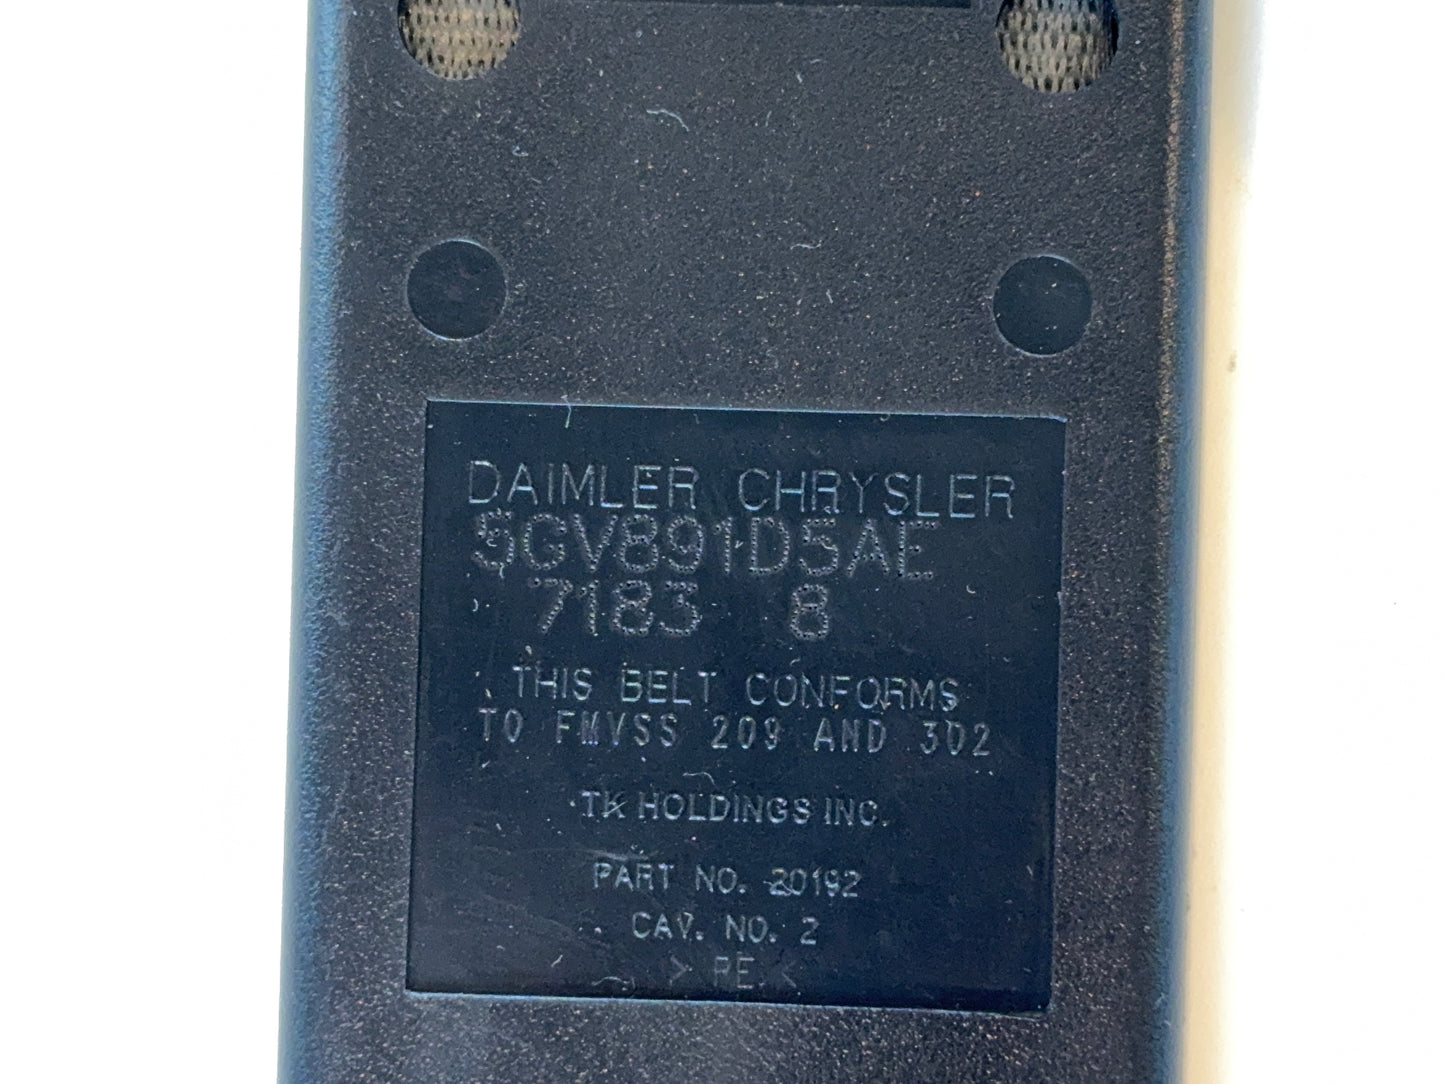 DAIMLER CHRYSLER
5GV891D5AE
7183 8
THIS BELT CONFORMS
TO FMVSS 209 AND 302
TK HOLDINGS INC.
PART NO. 20192
CAV. NO. 2
> PE <